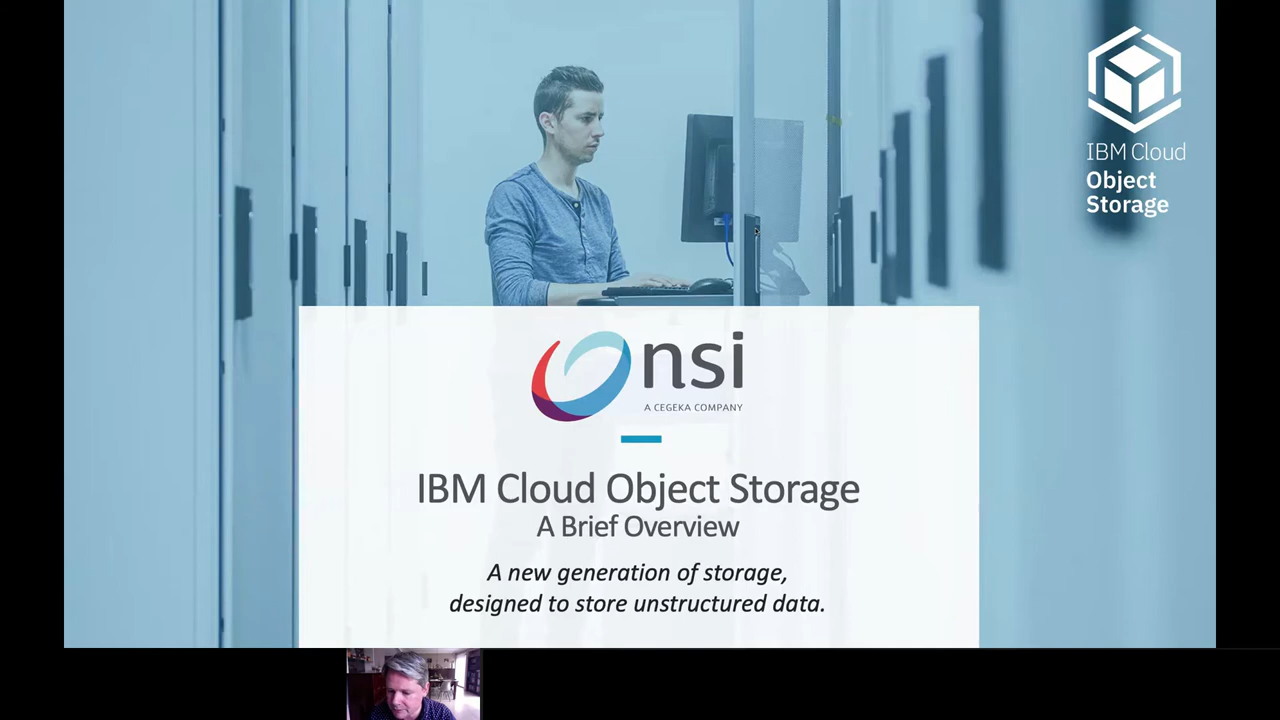 IBM Cloud
Object
Storage
nsi
A CEGEKA COMPANY
IBM Cloud Object Storage
A Brief Overview
A new generation of storage,
designed to store unstructured data.